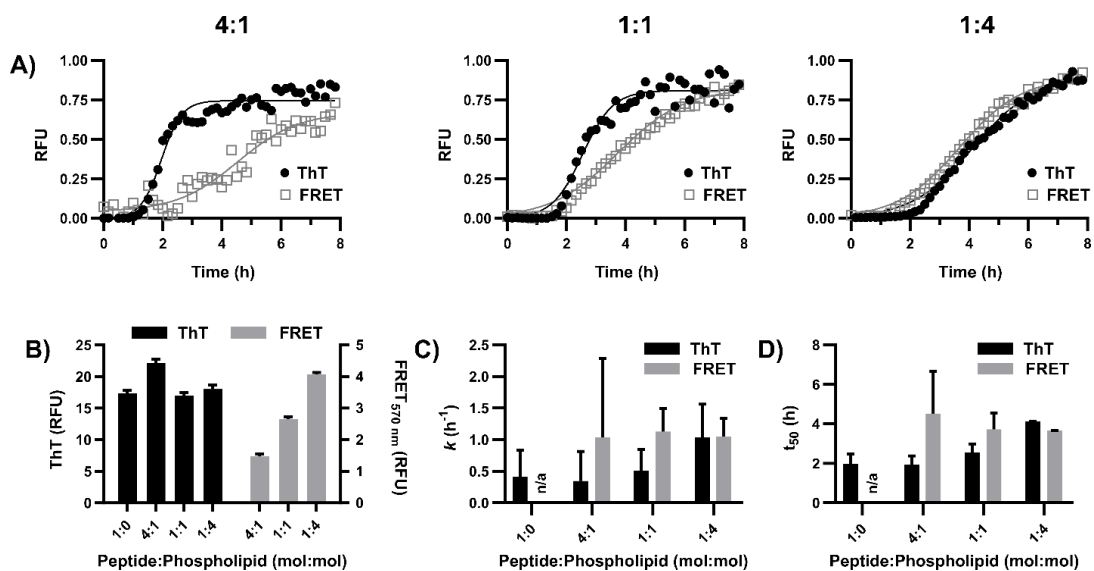 4:1
1:1
1:4
A)
1.00
0.75
0.50
0.25
0.00
RFU
ThT
FRET
0
2
4
6
8
Time (h)
1.00
0.75
0.50
0.25
0.00
RFU
ThT
FRET
0
2
4
6
8
Time (h)
1.00
0.75
0.50
0.25
0.00
RFU
ThT
FRET
0
2
4
6
8
Time (h)
B)
ThT
FRET
25
20
15
10
5
0
ThT (RFU)
5
4
3
2
1
0
FRET570 nm (RFU)
1:0
4:1
1:1
1:4
4:1
1:1
1:4
Peptide:Phospholipid (mol:mol)
C)
ThT
FRET
2.5
2.0
1.5
1.0
0.5
0.0
k (h-1)
n/a
1:0
4:1
1:1
1:4
Peptide:Phospholipid (mol:mol)
D)
ThT
FRET
8
6
4
2
0
t50 (h)
n/a
1:0
4:1
1:1
1:4
Peptide:Phospholipid (mol:mol)